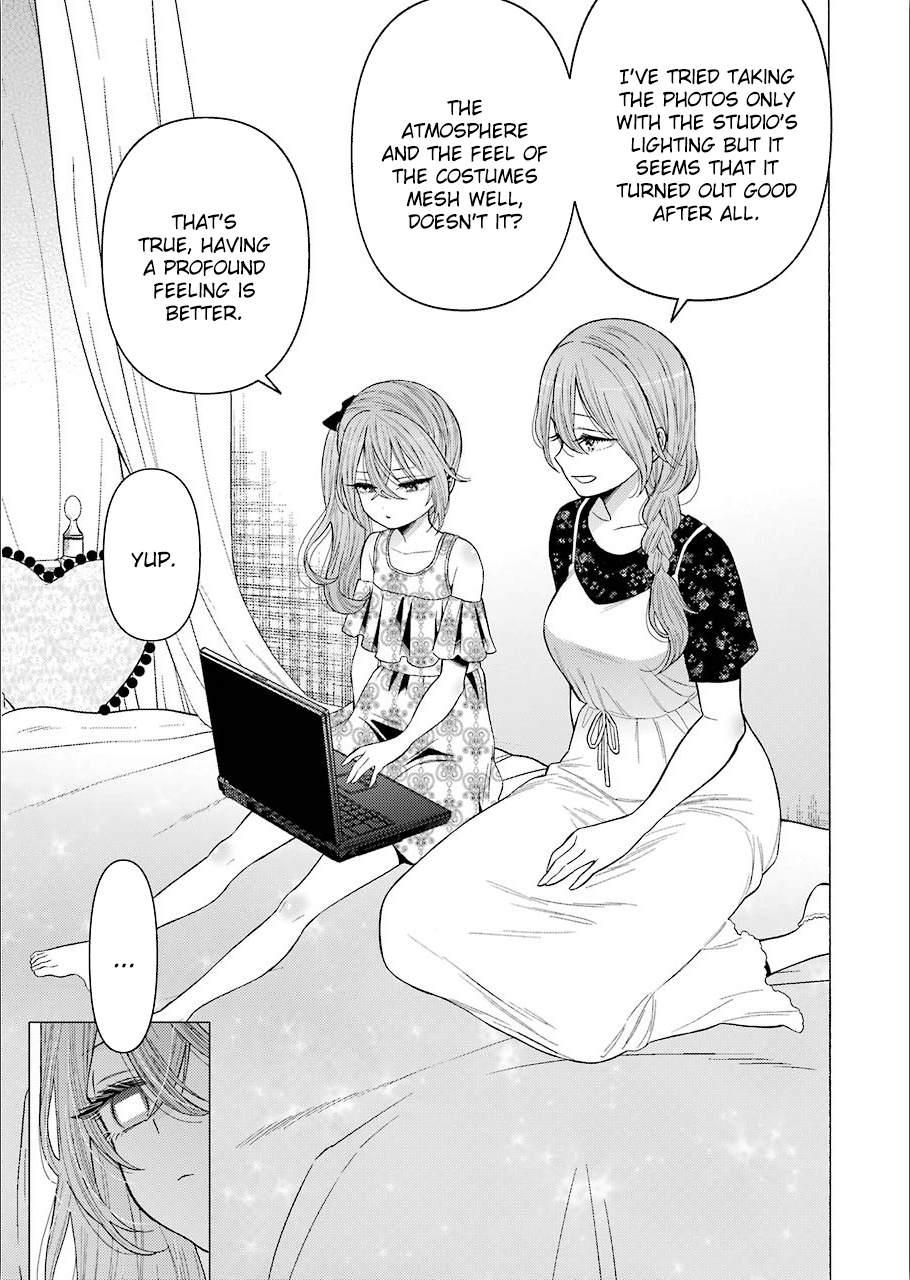 I'VE TRIED TAKING
THE PHOTOS ONLY
WITH THE STUDIO'S
LIGHTING BUT IT
SEEMS THAT IT
TURNED OUT GOOD
AFTER ALL.
THE
ATMOSPHERE
AND THE FEEL OF
THE COSTUMES
MESH WELL,
DOESN'T IT?
THAT'S
TRUE, HAVING
A PROFOUND
FEELING IS
BETTER.
YUP.
...